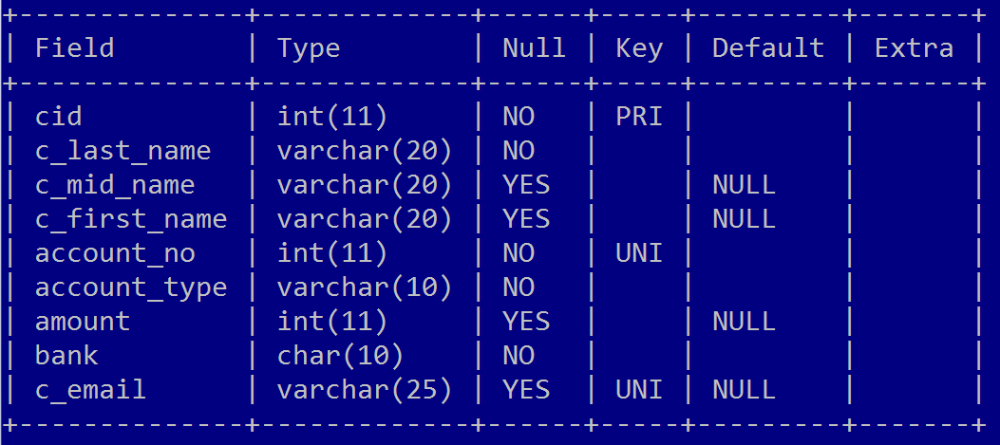 +--------------+-------------+------+-----+---------+-------+
| Field        | Type        | Null | Key | Default | Extra |
+--------------+-------------+------+-----+---------+-------+
| cid          | int(11)     | NO   | PRI |         |       |
| c_last_name  | varchar(20) | NO   |     |         |       |
| c_mid_name   | varchar(20) | YES  |     | NULL    |       |
| c_first_name | varchar(20) | YES  |     | NULL    |       |
| account_no   | int(11)     | NO   | UNI |         |       |
| account_type | varchar(10) | NO   |     |         |       |
| amount       | int(11)     | YES  |     | NULL    |       |
| bank         | char(10)    | NO   |     |         |       |
| c_email      | varchar(25) | YES  | UNI | NULL    |       |
+--------------+-------------+------+-----+---------+-------+